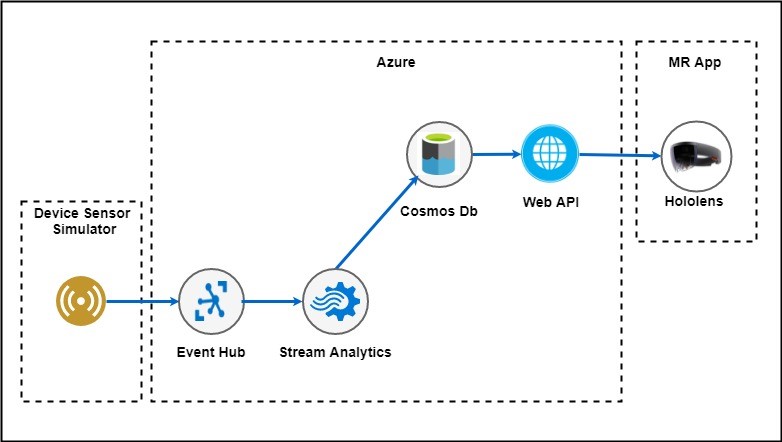 Azure
MR App
Cosmos Db
Web API
Hololens
Device Sensor
Simulator
Event Hub
Stream Analytics